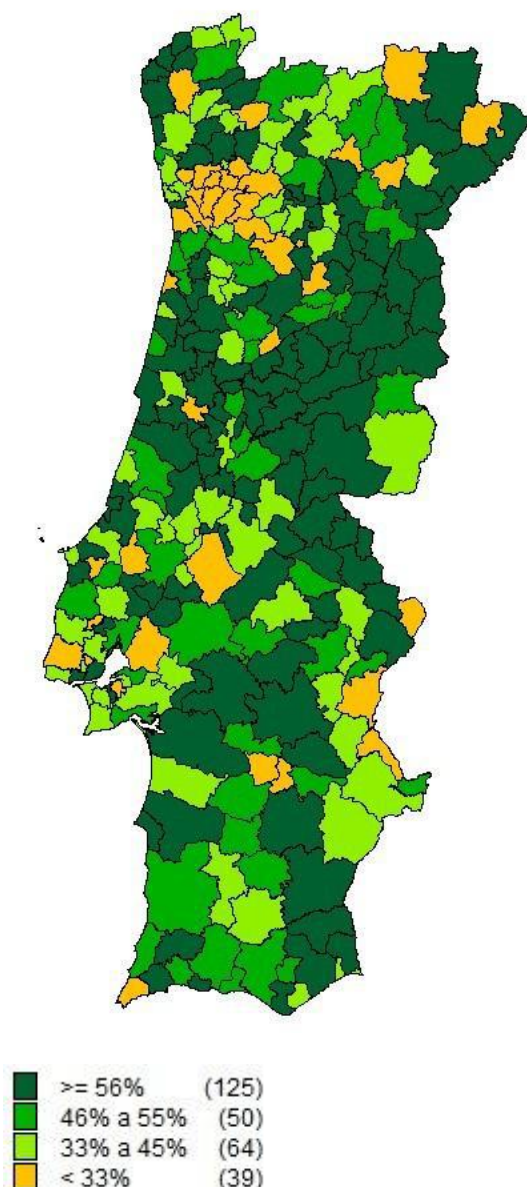 >= 56% (125)
46% a 55% (50)
33% a 45% (64)
< 33% (39)